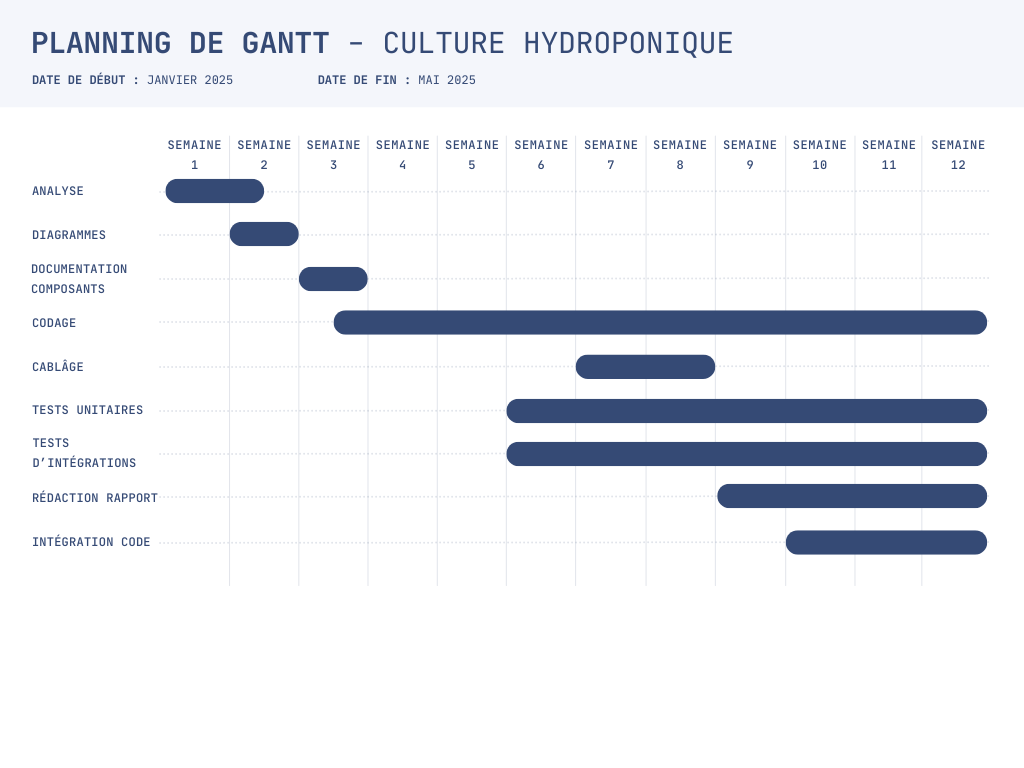 PLANNING DE GANTT – CULTURE HYDROPONIQUE
DATE DE DÉBUT : JANVIER 2025 DATE DE FIN : MAI 2025
SEMAINE 1 SEMAINE 2 SEMAINE 3 SEMAINE 4 SEMAINE 5 SEMAINE 6 SEMAINE 7 SEMAINE 8 SEMAINE 9 SEMAINE 10 SEMAINE 11 SEMAINE 12
ANALYSE
DIAGRAMMES
DOCUMENTATION
COMPOSANTS
CODAGE
CABLÂGE
TESTS UNITAIRES
TESTS
D’INTÉGRATIONS
RÉDACTION RAPPORT
INTÉGRATION CODE